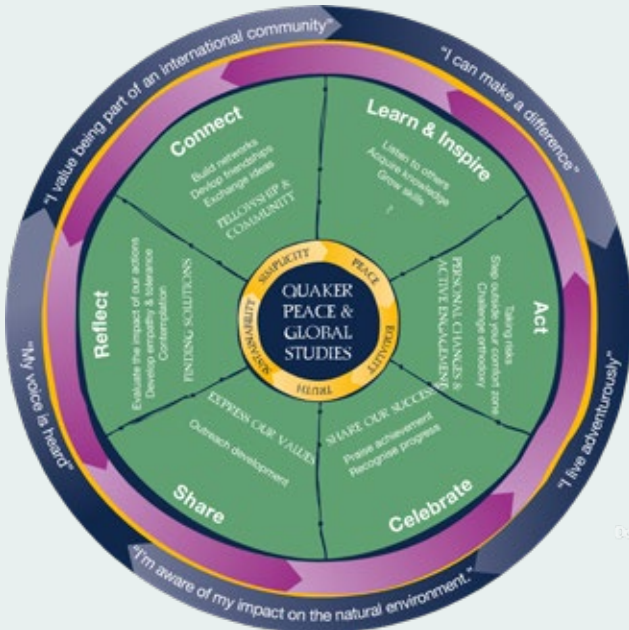 "I value being part of an international community"
"I can make a difference"
"I live adventurously"
"I'm aware of my impact on the natural environment."
"My voice is heard"
Connect
Build networks
Devlop friendships
Exchange ideas
FELLOWSHIP &
COMMUNITY
Learn & Inspire
Listen to others
Acquire knowledge
Grow skills
?
Act
Taking risks
Step outside your comfort zone
Challenge orthodoxy
PERSONAL CHANGES &
ACTIVE ENGAGEMENT
Celebrate
SHARE OUR SUCCESS
Praise achievement
Recognise progress
Share
EXPRESS OUR VALUES
Outreach development
Reflect
Evaluate the impact of our actions
Develop empathy & tolerance
Contemplation
FINDING SOLUTIONS
SIMPLICITY
PEACE
EQUALITY
TRUTH
SUSTAINABILITY
QUAKER
PEACE &
GLOBAL
STUDIES